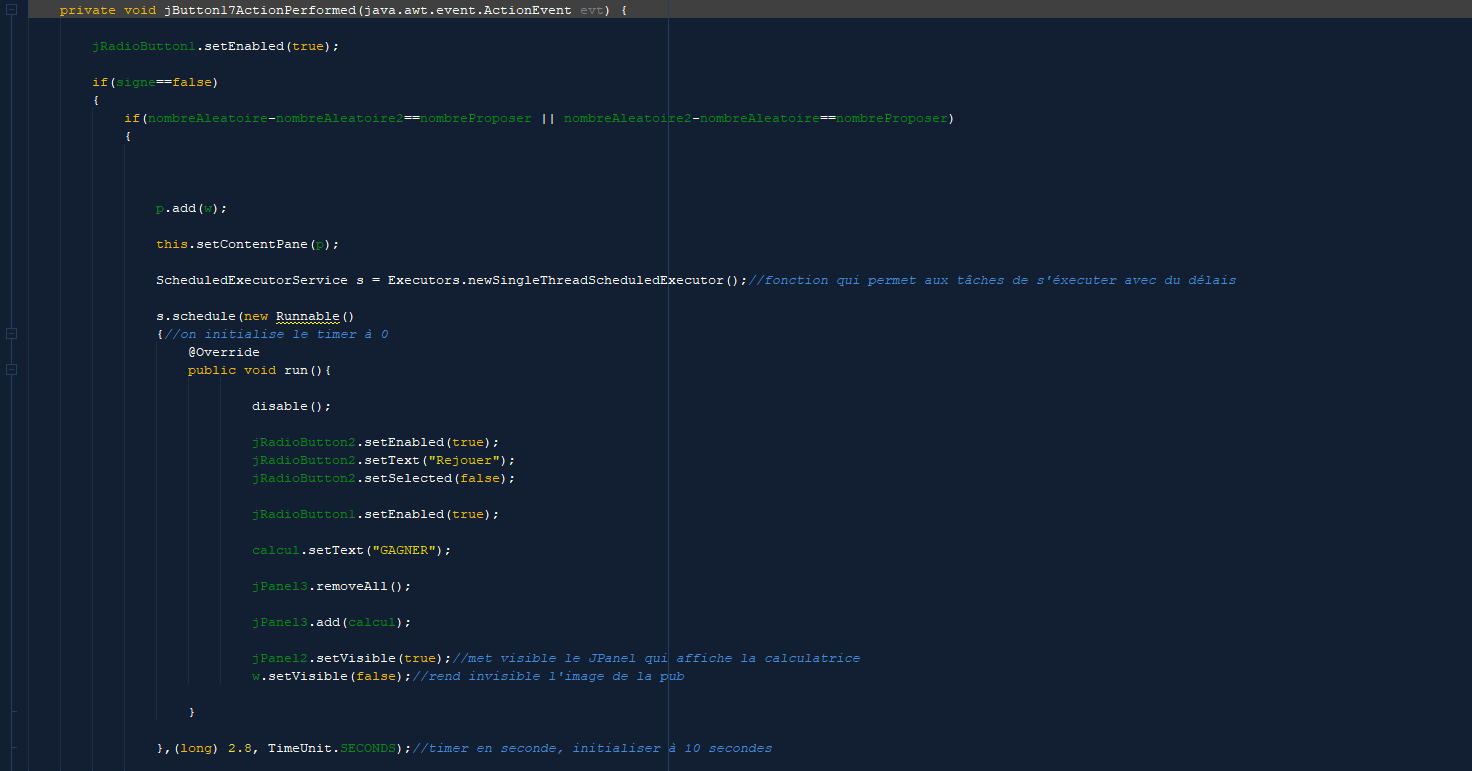 private void jButton17ActionPerformed(java.awt.event.ActionEvent evt) {
jRadioButton1.setEnabled(true);
if(signe==false)
{
if(nombreAleatoire-nombreAleatoire2==nombreProposer || nombreAleatoire2-nombreAleatoire==nombreProposer)
{
p.add(w);
this.setContentPane(p);
ScheduledExecutorService s = Executors.newSingleThreadScheduledExecutor();//fonction qui permet aux tâches de s'éxecuter avec du délais
s.schedule(new Runnable()
{//on initialise le timer à 0
@Override
public void run(){
disable();
jRadioButton2.setEnabled(true);
jRadioButton2.setText("Rejouer");
jRadioButton2.setSelected(false);
jRadioButton1.setEnabled(true);
calcul.setText("GAGNER");
jPanel3.removeAll();
jPanel3.add(calcul);
jPanel2.setVisible(true);//met visible le JPanel qui affiche la calculatrice
w.setVisible(false);//rend invisible l'image de la pub
}
},(long) 2.8, TimeUnit.SECONDS);//timer en seconde, initialiser à 10 secondes